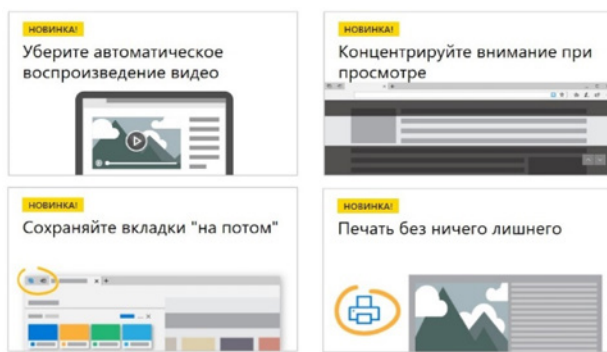 НОВИНКА!
Уберите автоматическое
воспроизведение видео
НОВИНКА!
Концентрируйте внимание при
просмотре
НОВИНКА!
Сохраняйте вкладки "на потом"
НОВИНКА!
Печать без ничего лишнего